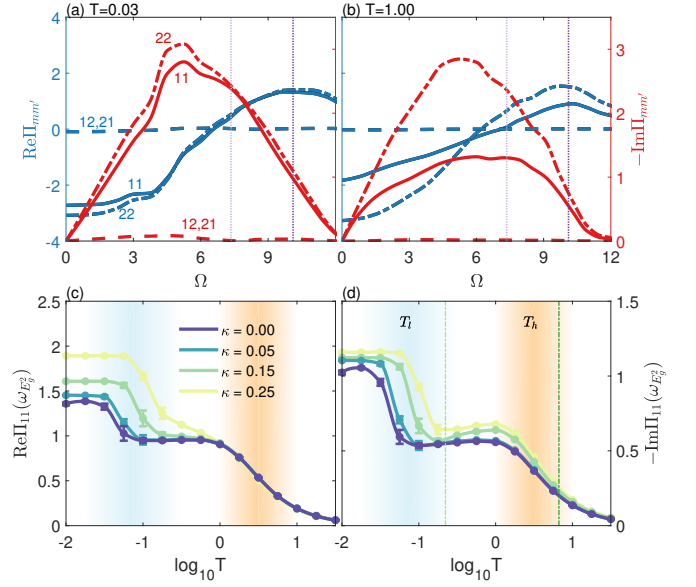 (a) T=0.03
(b) T=1.00
4
2
0
-2
-4
ReΠmm′
22
11
12,21
11
22
12,21
0 3 6 9
Ω
0 3 6 9 12
Ω
3
2
1
0
−ImΠmm′
(c)
(d)
2.5
2
1.5
1
0.5
0
ReΠ11(ωE2g)
κ = 0.00
κ = 0.05
κ = 0.15
κ = 0.25
-2 -1 0 1
log10T
Tl
Th
-2 -1 0 1
log10T
1.5
1
0.5
0
−ImΠ11(ωE2g)